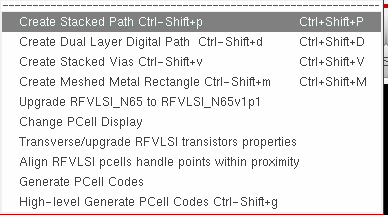 Create Stacked Path Ctrl-Shift+p Ctrl+Shift+P
Create Dual Layer Digital Path Ctrl-Shift+d Ctrl+Shift+D
Create Stacked Vias Ctrl-Shift+v Ctrl+Shift+V
Create Meshed Metal Rectangle Ctrl-Shift+m Ctrl+Shift+M
Upgrade RFVLSI_N65 to RFVLSI_N65v1p1
Change PCell Display
Transverse/upgrade RFVLSI transistors properties
Align RFVLSI pcells handle points within proximity
Generate PCell Codes
High-level Generate PCell Codes Ctrl-Shift+g